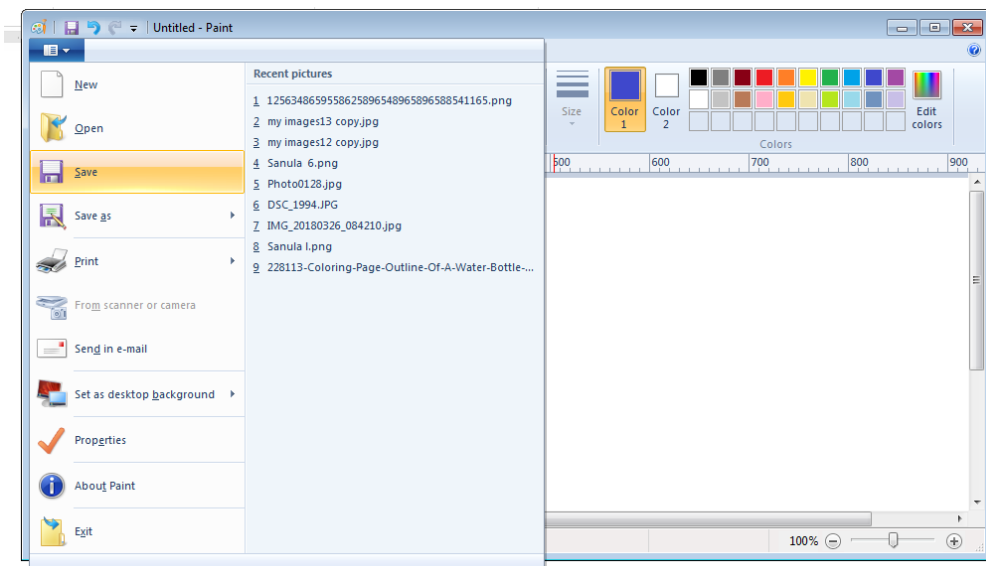 Untitled - Paint
New
Open
Save
Save as
Print
From scanner or camera
Send in e-mail
Set as desktop background
Properties
About Paint
Exit
Recent pictures
1 12563486595586258965489658965885411​65.png
2 my images13 copy.jpg
3 my images12 copy.jpg
4 Sanula 6.png
5 Photo0128.jpg
6 DSC_1994.JPG
7 IMG_20180326_084210.jpg
8 Sanula I.png
9 228113-Coloring-Page-Outline-Of-A-Water-Bottle-...
Size
Color
1
Color
2
Edit
colors
Colors
500 600 700 800 900
100%